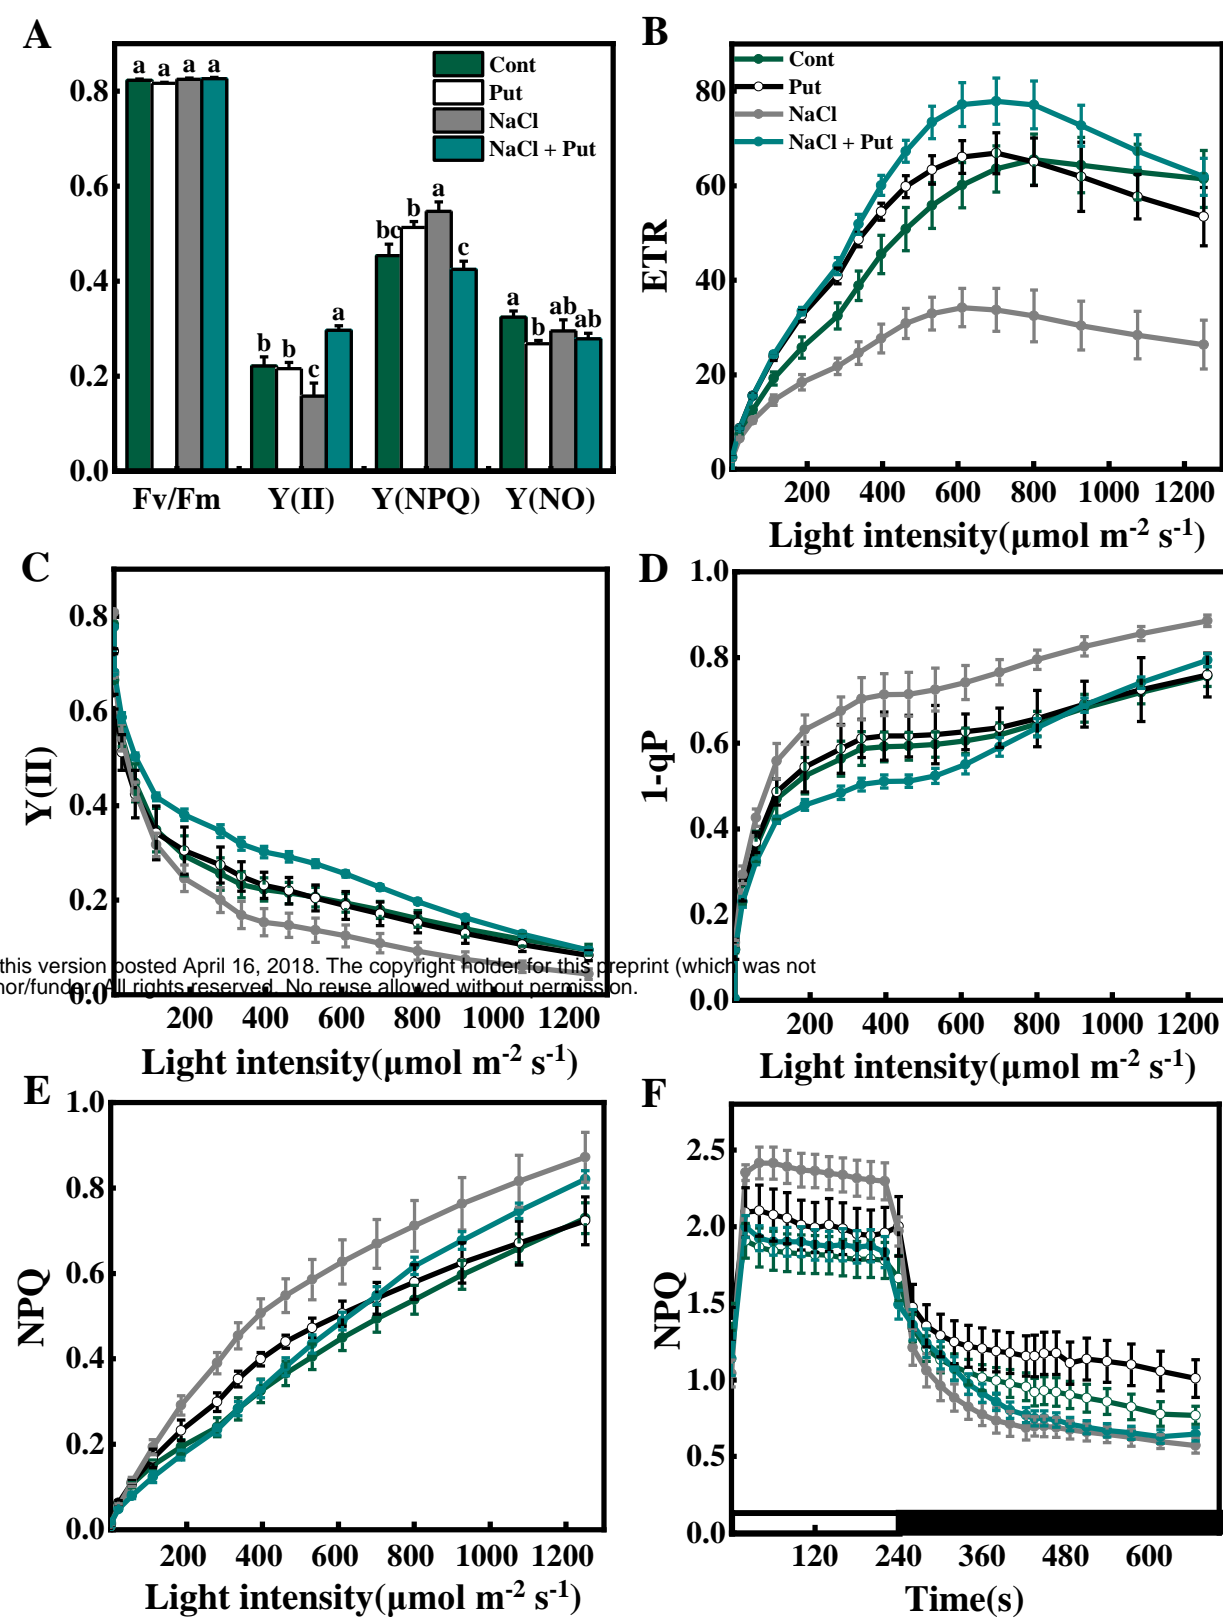 A
a a a a
b b c a
bc b a c
a b ab ab
Cont
Put
NaCl
NaCl + Put
0.8
0.6
0.4
0.2
0.0
Fv/Fm Y(II) Y(NPQ) Y(NO)
B
Cont
Put
NaCl
NaCl + Put
ETR
80
60
40
20
0
200 400 600 800 1000 1200
Light intensity(μmol m-2 s-1)
C
Y(II)
0.8
0.6
0.4
0.2
0.0
200 400 600 800 1000 1200
Light intensity(μmol m-2 s-1)
D
1-qP
1.0
0.8
0.6
0.4
0.2
0.0
200 400 600 800 1000 1200
Light intensity(μmol m-2 s-1)
this version posted April 16, 2018. The copyright holder for this preprint (which was not
hor/funder. All rights reserved. No reuse allowed without permission.
E
NPQ
1.0
0.8
0.6
0.4
0.2
0.0
200 400 600 800 1000 1200
Light intensity(μmol m-2 s-1)
F
NPQ
2.5
2.0
1.5
1.0
0.5
0.0
120 240 360 480 600
Time(s)